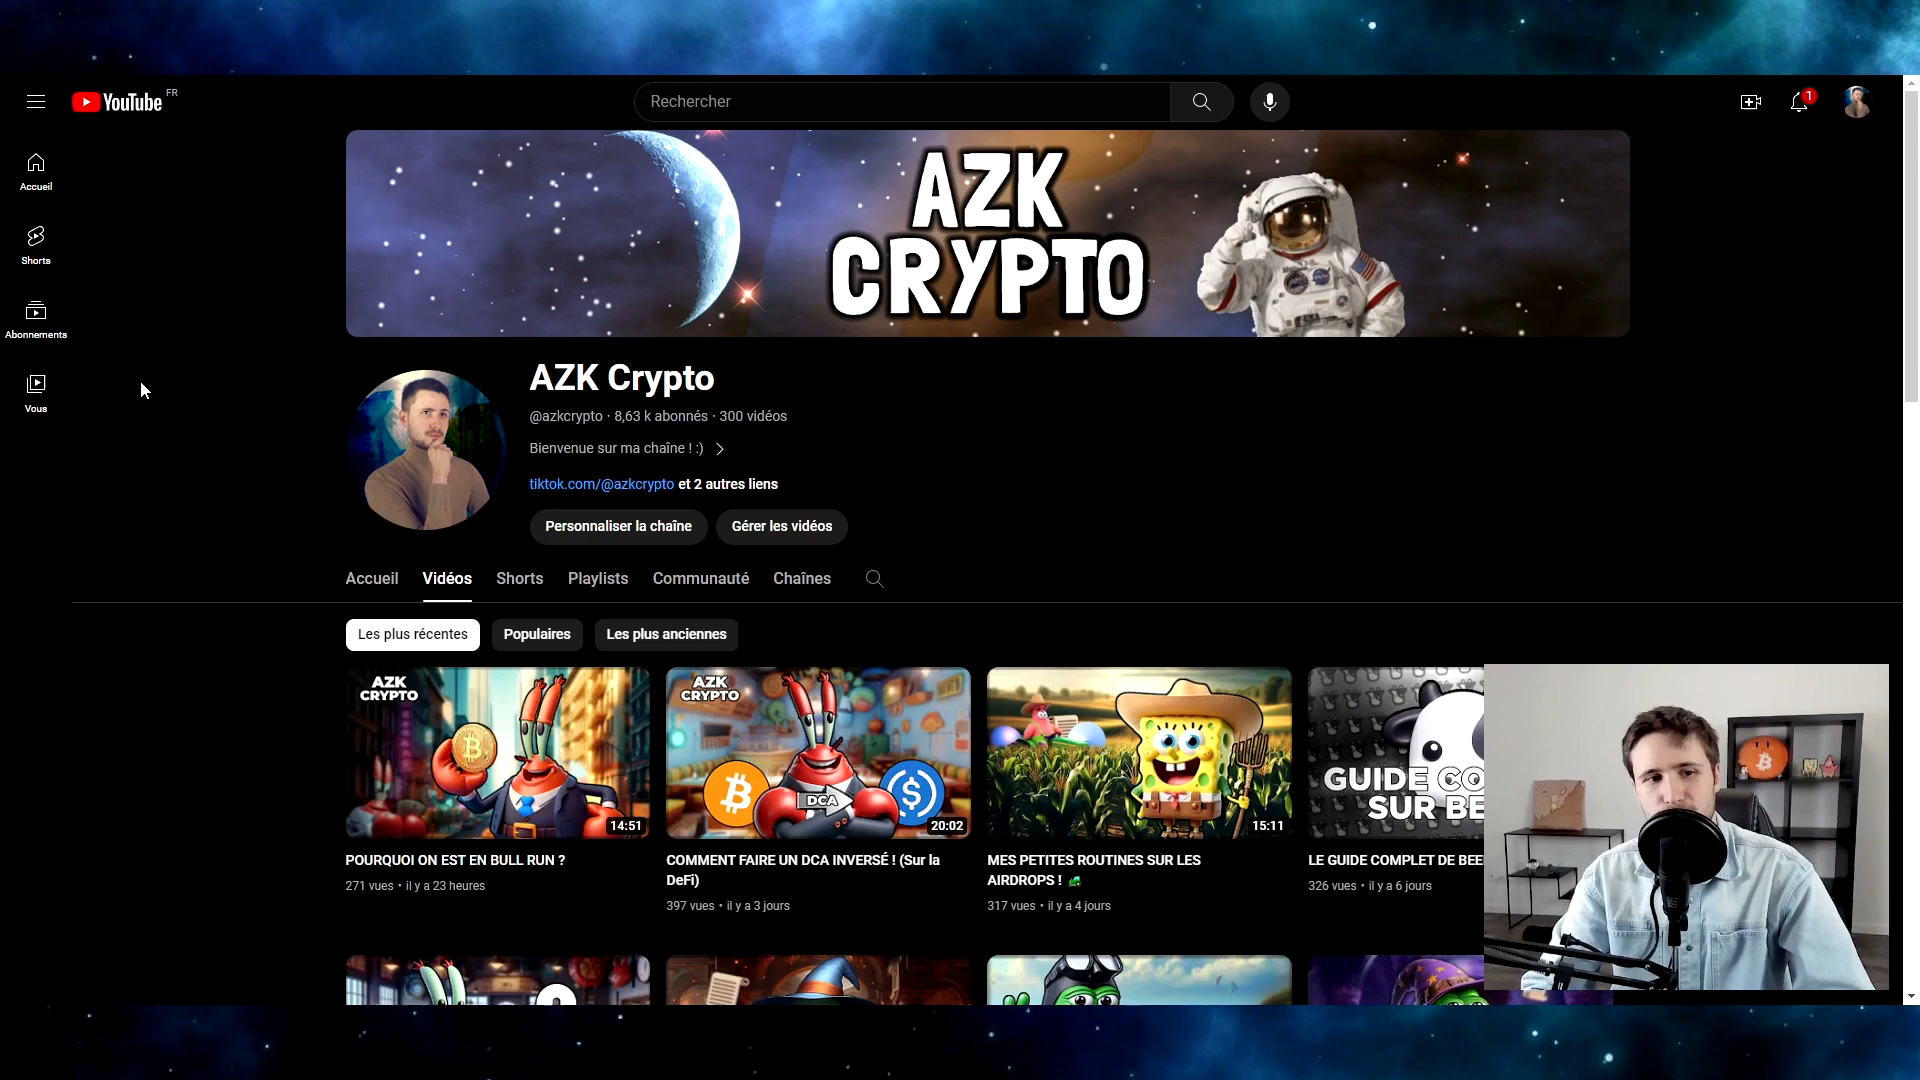 YouTube FR
Rechercher
1
Accueil
Shorts
Abonnements
Vous
AZK
CRYPTO
AZK Crypto
@azkcrypto · 8,63 k abonnés · 300 vidéos
Bienvenue sur ma chaîne ! :)
tiktok.com/@azkcrypto et 2 autres liens
Personnaliser la chaîne
Gérer les vidéos
Accueil
Vidéos
Shorts
Playlists
Communauté
Chaînes
Les plus récentes
Populaires
Les plus anciennes
AZK
CRYPTO
14:51
POURQUOI ON EST EN BULL RUN ?
271 vues • il y a 23 heures
AZK
CRYPTO
DCA
20:02
COMMENT FAIRE UN DCA INVERSÉ ! (Sur la
DeFi)
397 vues • il y a 3 jours
15:11
MES PETITES ROUTINES SUR LES
AIRDROPS ! 🚜
317 vues • il y a 4 jours
GUIDE CO
SUR BE
LE GUIDE COMPLET DE BEE
326 vues • il y a 6 jours